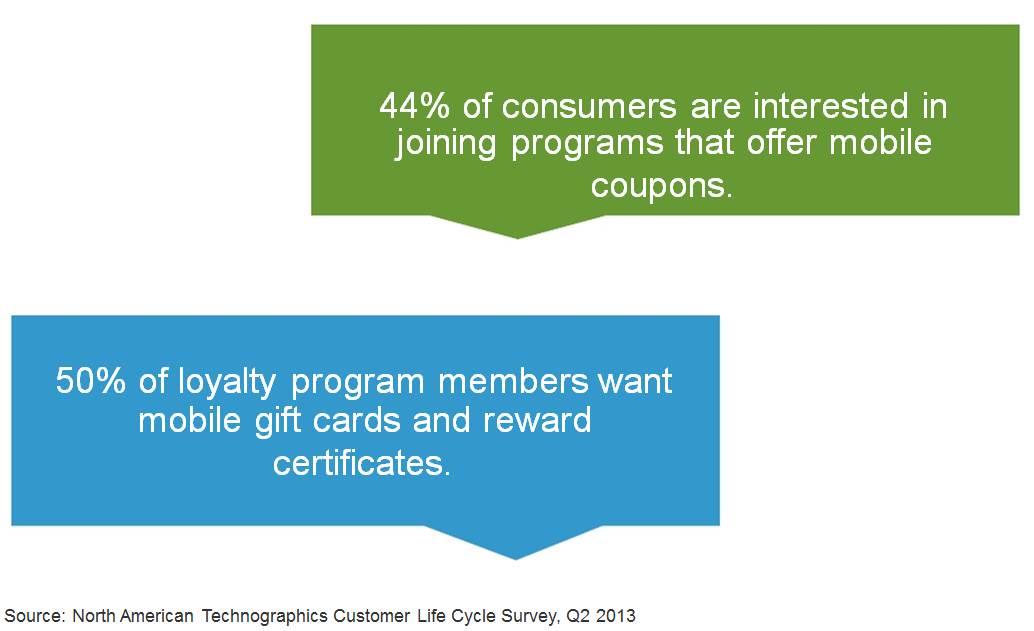 44% of consumers are interested in
joining programs that offer mobile
coupons.
50% of loyalty program members want
mobile gift cards and reward
certificates.
Source: North American Technographics Customer Life Cycle Survey, Q2 2013